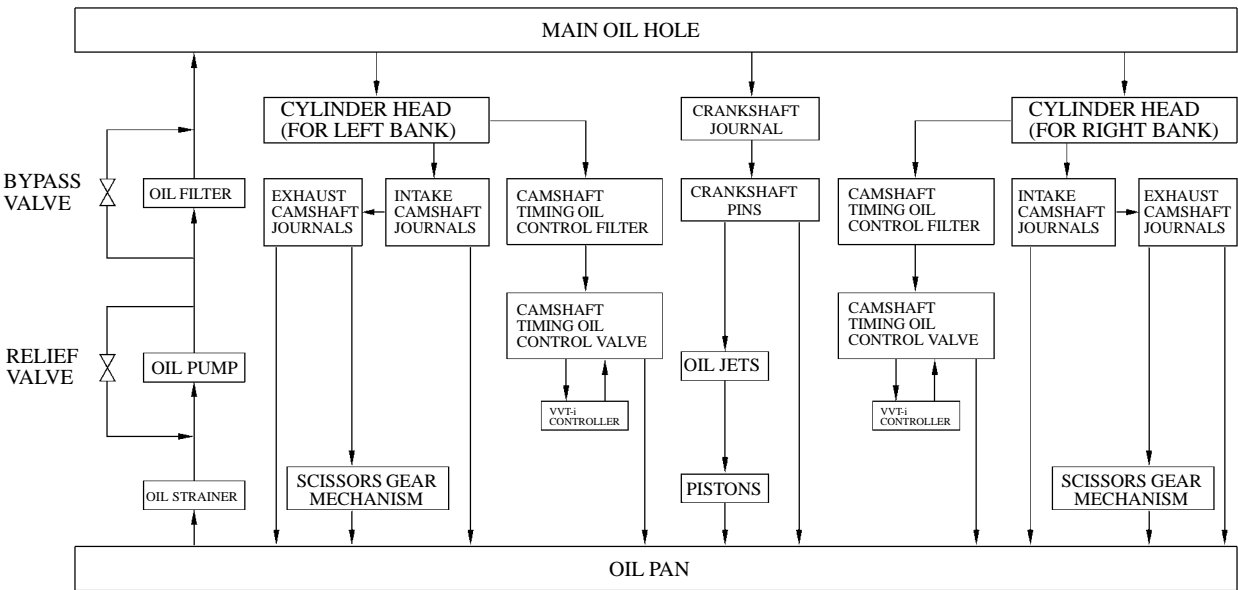 MAIN OIL HOLE
CYLINDER HEAD
(FOR LEFT BANK)
CRANKSHAFT
JOURNAL
CYLINDER HEAD
(FOR RIGHT BANK)
BYPASS
VALVE
OIL FILTER
EXHAUST
CAMSHAFT
JOURNALS
INTAKE
CAMSHAFT
JOURNALS
CAMSHAFT
TIMING OIL
CONTROL FILTER
CRANKSHAFT
PINS
CAMSHAFT
TIMING OIL
CONTROL FILTER
INTAKE
CAMSHAFT
JOURNALS
EXHAUST
CAMSHAFT
JOURNALS
RELIEF
VALVE
OIL PUMP
CAMSHAFT
TIMING OIL
CONTROL VALVE
OIL JETS
CAMSHAFT
TIMING OIL
CONTROL VALVE
VVT-i
CONTROLLER
VVT-i
CONTROLLER
OIL STRAINER
SCISSORS GEAR
MECHANISM
PISTONS
SCISSORS GEAR
MECHANISM
OIL PAN